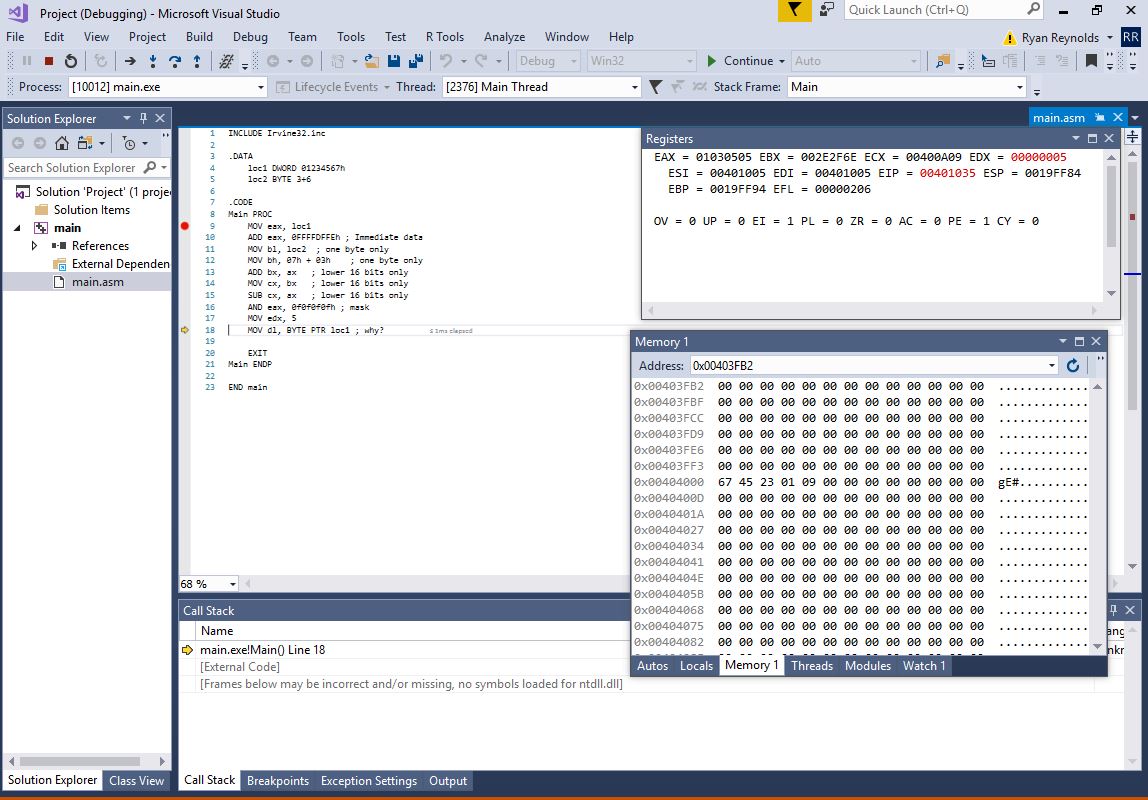 Project (Debugging) - Microsoft Visual Studio
Quick Launch (Ctrl+Q)
File Edit View Project Build Debug Team Tools Test R Tools Analyze Window Help
Ryan Reynolds RR
Debug Win32 Continue Auto
Process: [10012] main.exe Lifecycle Events Thread: [2376] Main Thread Stack Frame: Main
Solution Explorer
Search Solution Explorer
Solution 'Project' (1 proje
Solution Items
main
References
External Dependen
main.asm
main.asm
1 INCLUDE Irvine32.inc
2
3 .DATA
4 loc1 DWORD 01234567h
5 loc2 BYTE 3+6
6
7 .CODE
8 Main PROC
9 MOV eax, loc1
10 ADD eax, 0FFFFDFFEh ; Immediate data
11 MOV bl, loc2 ; one byte only
12 MOV bh, 07h + 03h ; one byte only
13 ADD bx, ax ; lower 16 bits only
14 MOV cx, bx ; lower 16 bits only
15 SUB cx, ax ; lower 16 bits only
16 AND eax, 0f0f0f0fh ; mask
17 MOV edx, 5
18 MOV dl, BYTE PTR loc1 ; why? ≤ 1ms elapsed
19
20 EXIT
21 Main ENDP
22
23 END main
68 %
Registers
EAX = 01030505 EBX = 002E2F6E ECX = 00400A09 EDX = 00000005
ESI = 00401005 EDI = 00401005 EIP = 00401035 ESP = 0019FF84
EBP = 0019FF94 EFL = 00000206
OV = 0 UP = 0 EI = 1 PL = 0 ZR = 0 AC = 0 PE = 1 CY = 0
Memory 1
Address: 0x00403FB2
0x00403FB2 00 00 00 00 00 00 00 00 00 00 00 00 00 .............
0x00403FBF 00 00 00 00 00 00 00 00 00 00 00 00 00 .............
0x00403FCC 00 00 00 00 00 00 00 00 00 00 00 00 00 .............
0x00403FD9 00 00 00 00 00 00 00 00 00 00 00 00 00 .............
0x00403FE6 00 00 00 00 00 00 00 00 00 00 00 00 00 .............
0x00403FF3 00 00 00 00 00 00 00 00 00 00 00 00 00 .............
0x00404000 67 45 23 01 09 00 00 00 00 00 00 00 00 gE#..........
0x0040400D 00 00 00 00 00 00 00 00 00 00 00 00 00 .............
0x0040401A 00 00 00 00 00 00 00 00 00 00 00 00 00 .............
0x00404027 00 00 00 00 00 00 00 00 00 00 00 00 00 .............
0x00404034 00 00 00 00 00 00 00 00 00 00 00 00 00 .............
0x00404041 00 00 00 00 00 00 00 00 00 00 00 00 00 .............
0x0040404E 00 00 00 00 00 00 00 00 00 00 00 00 00 .............
0x0040405B 00 00 00 00 00 00 00 00 00 00 00 00 00 .............
0x00404068 00 00 00 00 00 00 00 00 00 00 00 00 00 .............
0x00404075 00 00 00 00 00 00 00 00 00 00 00 00 00 .............
0x00404082 00 00 00 00 00 00 00 00 00 00 00 00 00 .............
Autos Locals Memory 1 Threads Modules Watch 1
Call Stack
Name
main.exe!Main() Line 18
[External Code]
[Frames below may be incorrect and/or missing, no symbols loaded for ntdll.dll]
Solution Explorer Class View
Call Stack Breakpoints Exception Settings Output